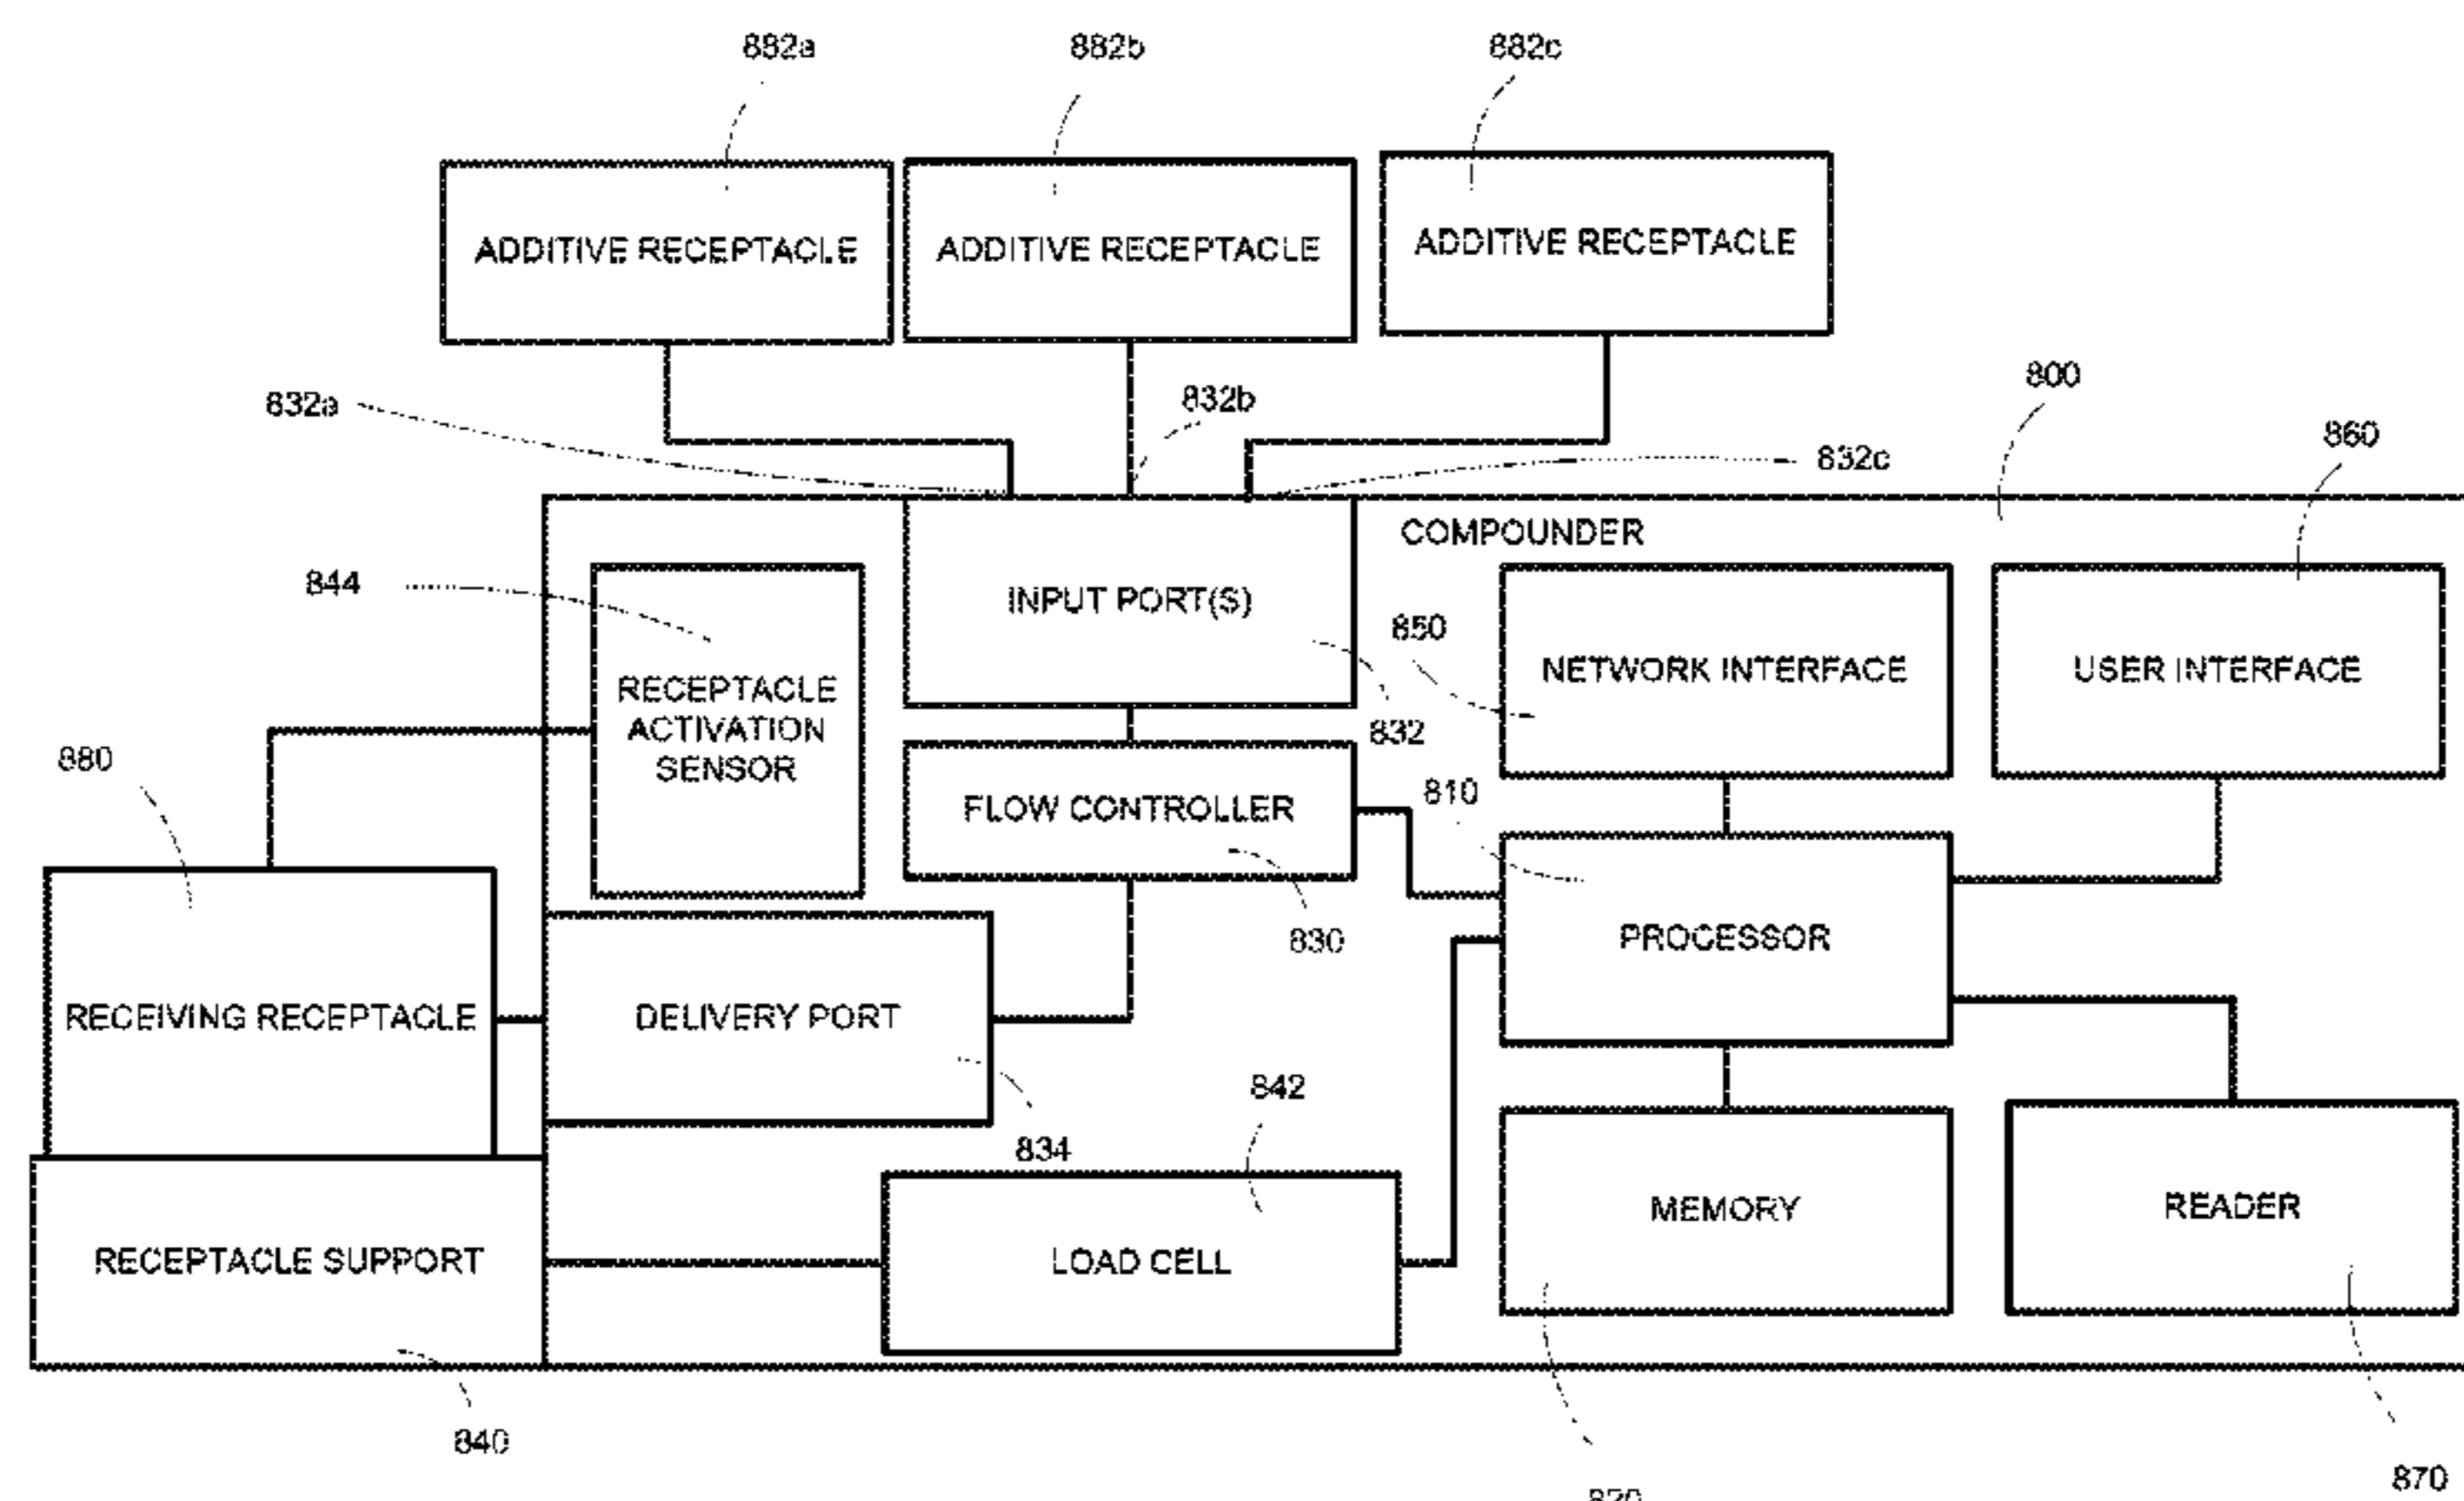 882a
882b
882c
ADDITIVE RECEPTACLE
ADDITIVE RECEPTACLE
ADDITIVE RECEPTACLE
832a
832b
832c
800
860
COMPOUNDER
844
INPUT PORT(S)
850
NETWORK INTERFACE
USER INTERFACE
RECEPTACLE
ACTIVATION
SENSOR
832
880
FLOW CONTROLLER
810
830
PROCESSOR
RECEIVING RECEPTACLE
DELIVERY PORT
834
842
MEMORY
READER
RECEPTACLE SUPPORT
LOAD CELL
840
870